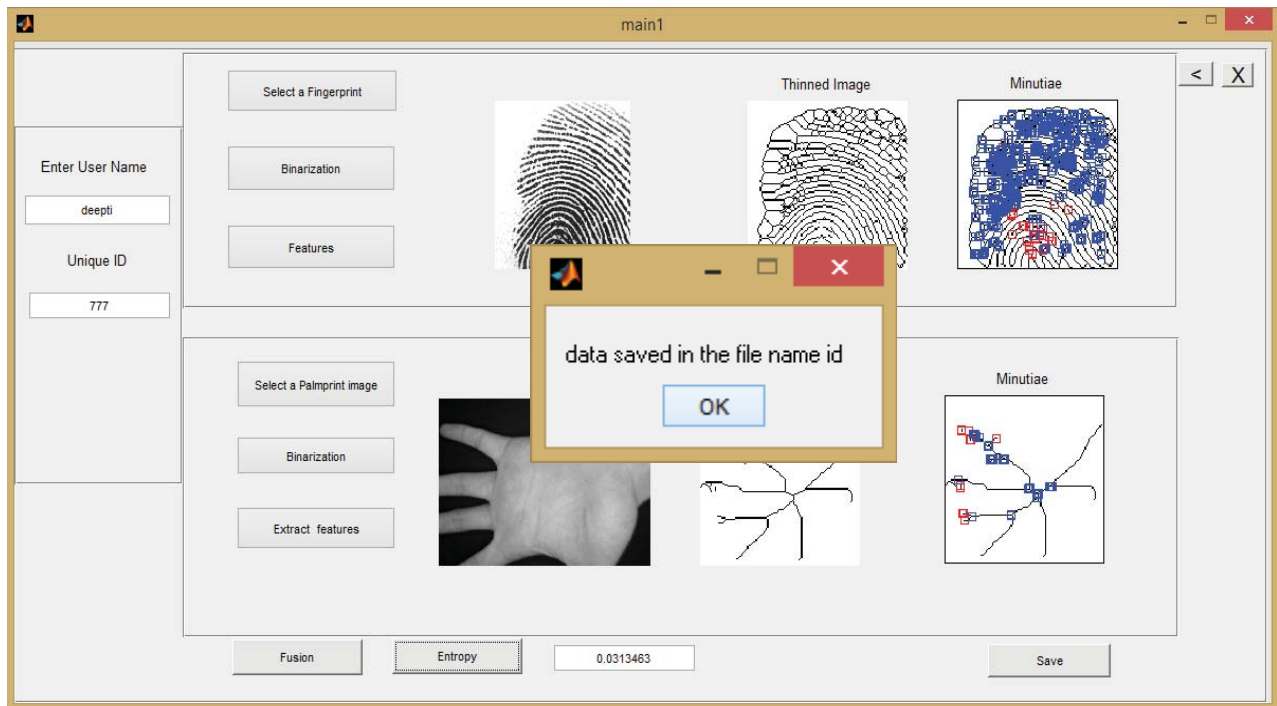 main1
< X
Enter User Name
deepti
Unique ID
777
Select a Fingerprint
Binarization
Features
Thinned Image
Minutiae
data saved in the file name id
OK
Select a Palmprint image
Binarization
Extract features
Minutiae
Fusion
Entropy
0.0313463
Save